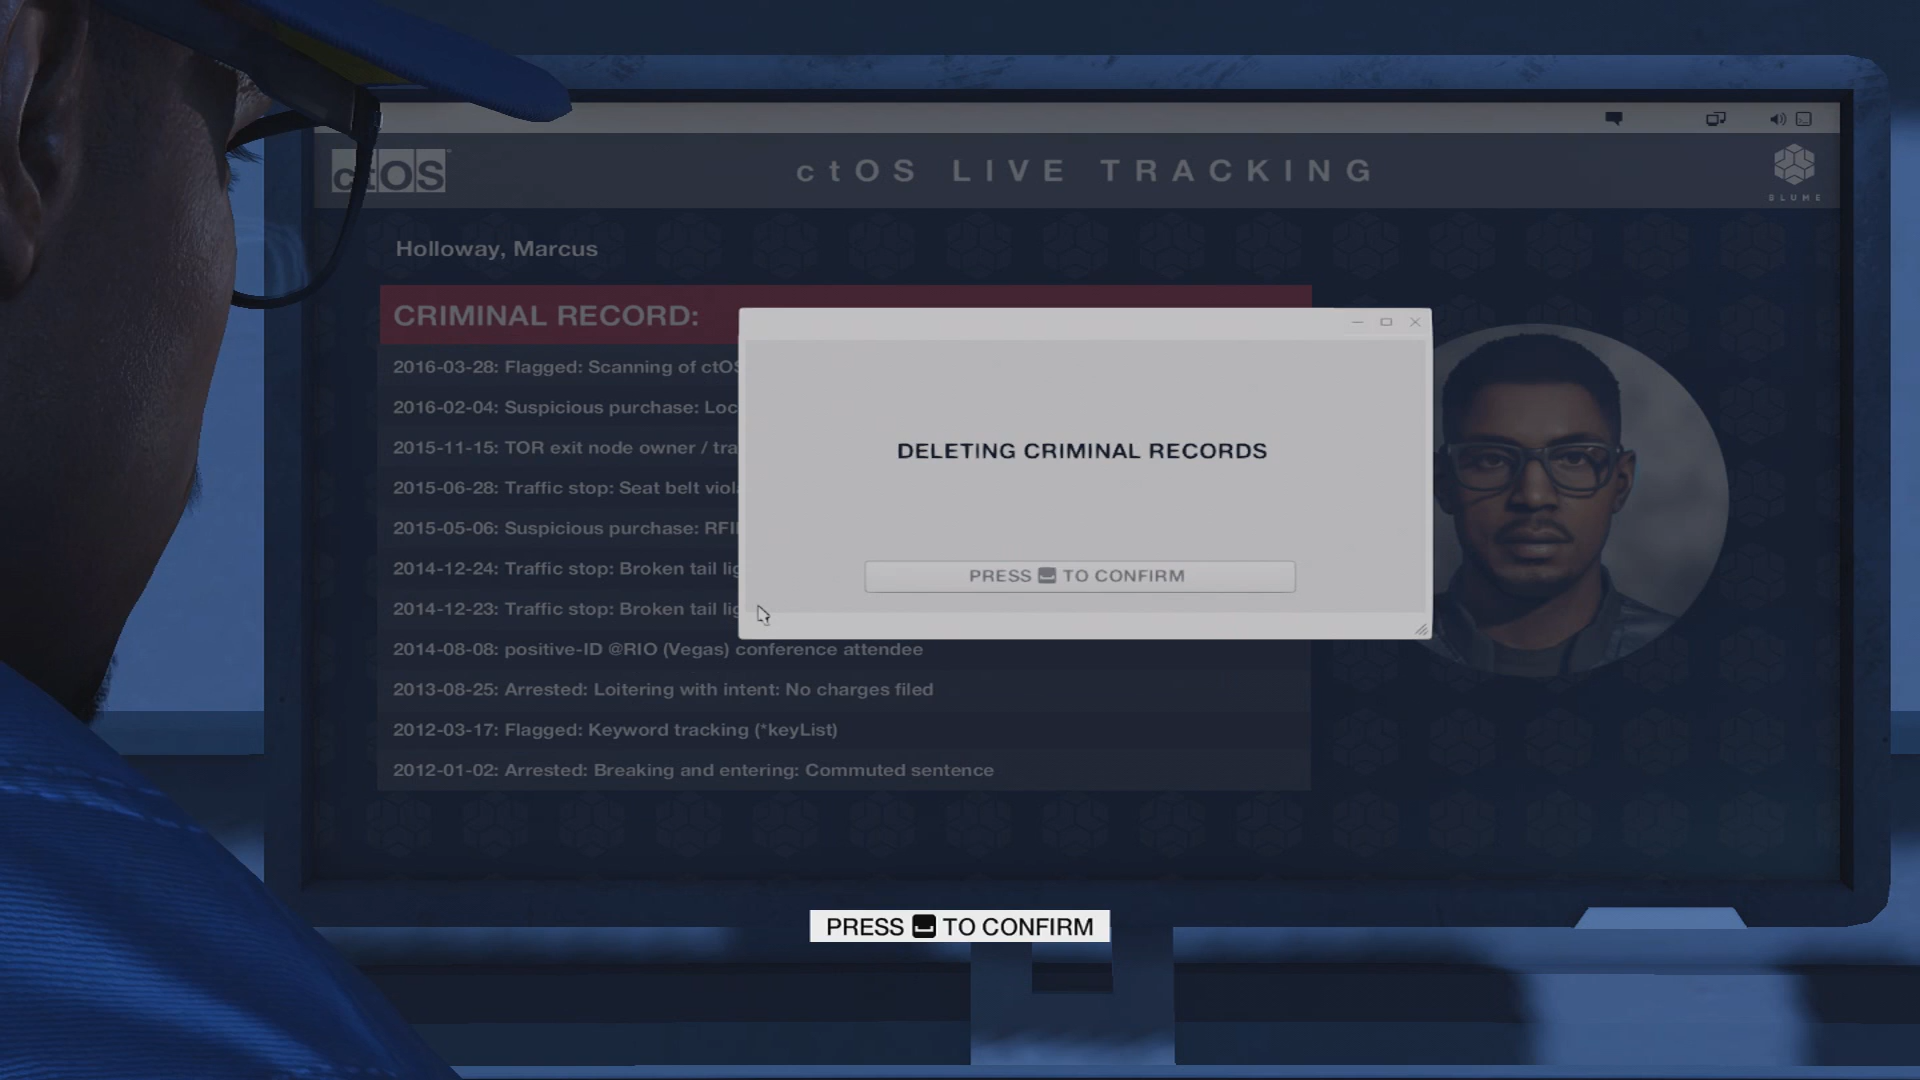 ctOS
ctOS LIVE TRACKING
BLUME
Holloway, Marcus
CRIMINAL RECORD:
2016-03-28: Flagged: Scanning of ctOS
2016-02-04: Suspicious purchase: Loc
2015-11-15: TOR exit node owner / tra
2015-06-28: Traffic stop: Seat belt viol
2015-05-06: Suspicious purchase: RFI
2014-12-24: Traffic stop: Broken tail lig
2014-12-23: Traffic stop: Broken tail lig
2014-08-08: positive-ID @RIO (Vegas) conference attendee
2013-08-25: Arrested: Loitering with intent: No charges filed
2012-03-17: Flagged: Keyword tracking (*keyList)
2012-01-02: Arrested: Breaking and entering: Commuted sentence
DELETING CRIMINAL RECORDS
PRESS TO CONFIRM
PRESS TO CONFIRM